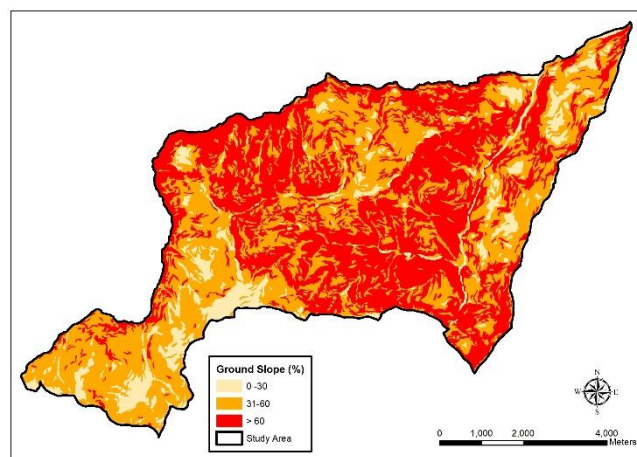 Ground Slope (%)
0 -30
31-60
> 60
Study Area
N
W E
S
0 1,000 2,000 4,000
Meters